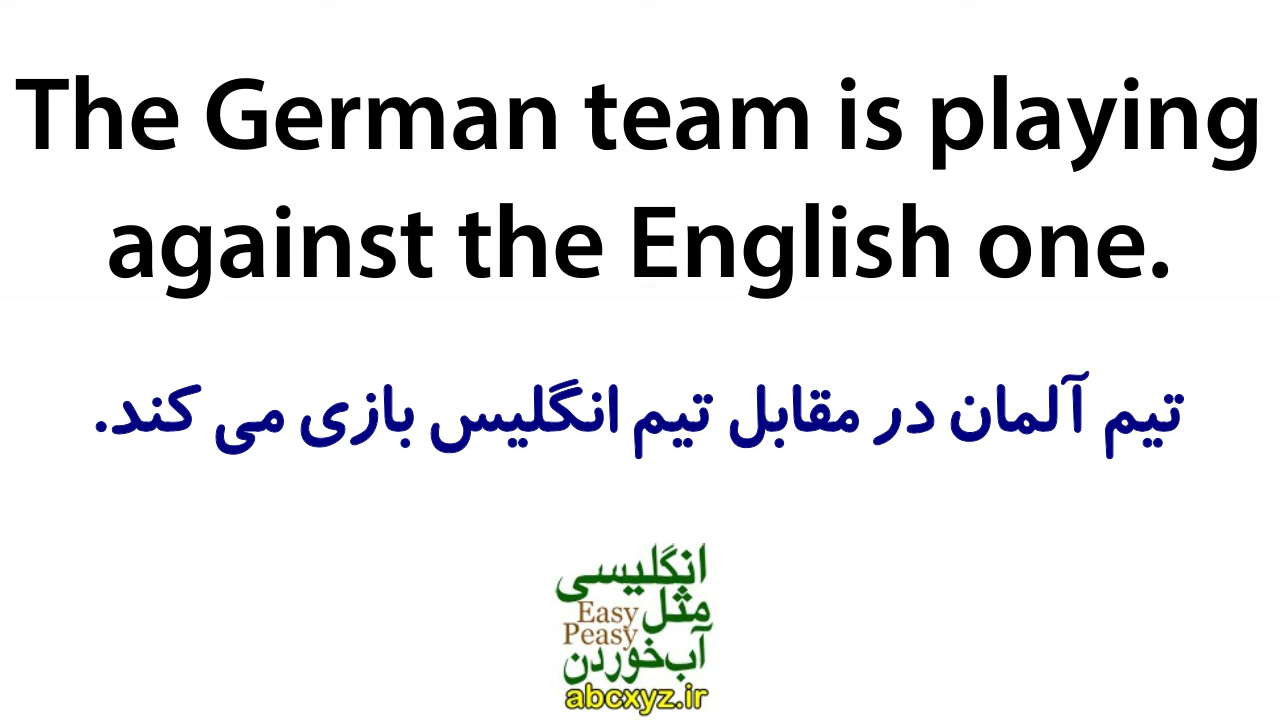 The German team is playing
against the English one.
تیم آلمان در مقابل تیم انگلیس بازی می کند.
انگلیسی
مثل
Easy
Peasy
آب‌خوردن
abcxyz.ir